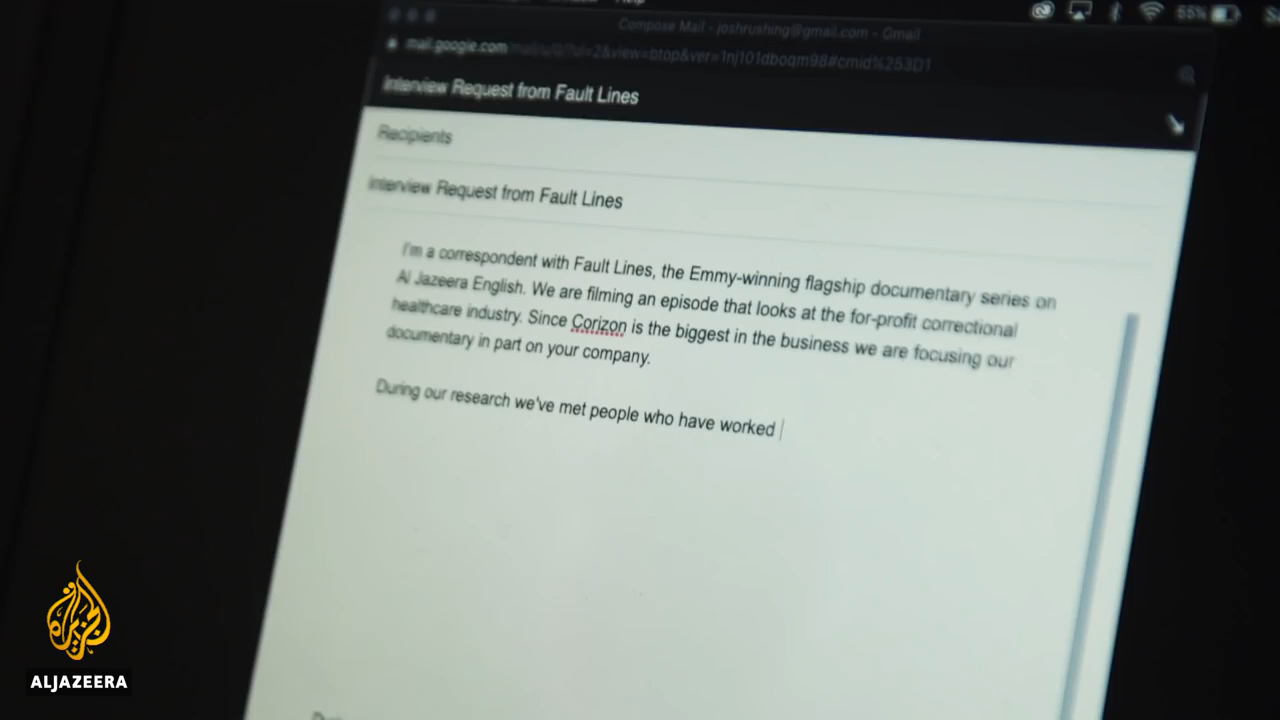 Compose Mail - joshrushing@gmail.com - Gmail
55%
mail.google.com
Interview Request from Fault Lines
Recipients
Interview Request from Fault Lines
I'm a correspondent with Fault Lines, the Emmy-winning flagship documentary series on
Al Jazeera English. We are filming an episode that looks at the for-profit correctional
healthcare industry. Since Corizon is the biggest in the business we are focusing our
documentary in part on your company.
During our research we've met people who have worked
الجزيرة
ALJAZEERA